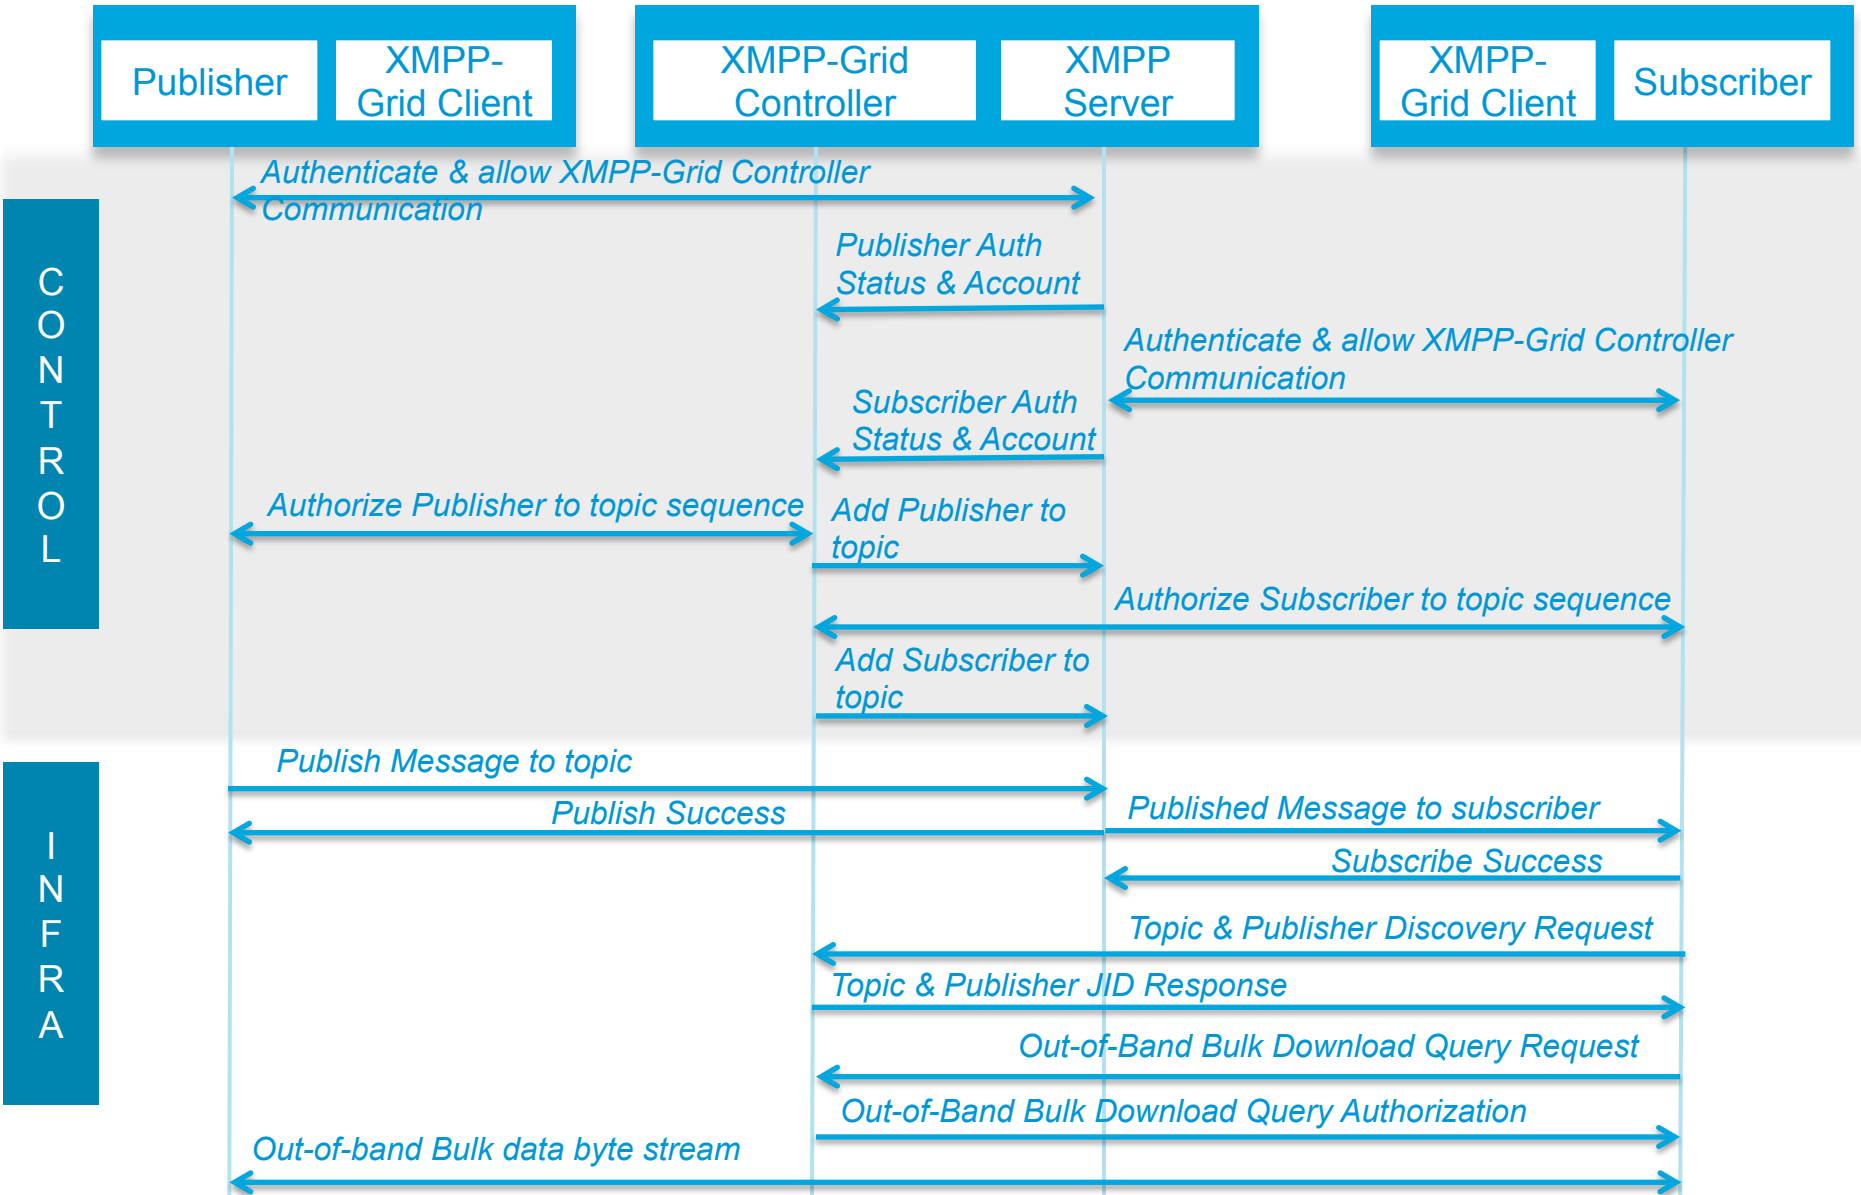 Publisher
XMPP-
Grid Client
XMPP-Grid
Controller
XMPP
Server
XMPP-
Grid Client
Subscriber
CONTROL
Authenticate & allow XMPP-Grid Controller
Communication
Publisher Auth
Status & Account
Authenticate & allow XMPP-Grid Controller
Communication
Subscriber Auth
Status & Account
Authorize Publisher to topic sequence
Add Publisher to
topic
Authorize Subscriber to topic sequence
Add Subscriber to
topic
INFRA
Publish Message to topic
Publish Success
Published Message to subscriber
Subscribe Success
Topic & Publisher Discovery Request
Topic & Publisher JID Response
Out-of-Band Bulk Download Query Request
Out-of-Band Bulk Download Query Authorization
Out-of-band Bulk data byte stream